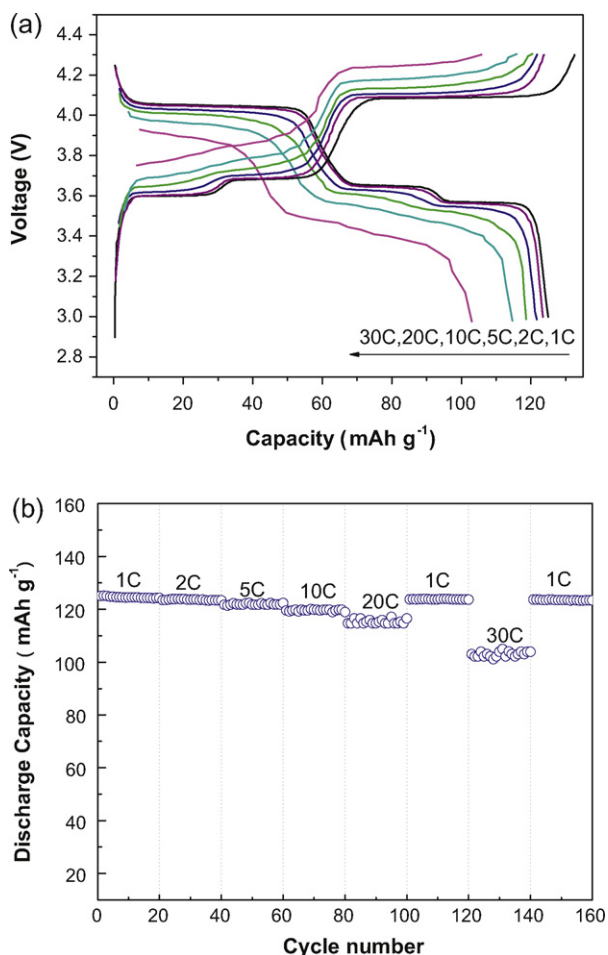 (a)
4.4
4.2
4.0
3.8
3.6
3.4
3.2
3.0
2.8
Voltage (V)
30C,20C,10C,5C,2C,1C
0 20 40 60 80 100 120
Capacity (mAh g⁻¹)
(b)
160
140
120
100
80
60
40
20
Discharge Capacity ( mAh g⁻¹)
1C 2C 5C 10C 20C 1C 30C 1C
0 20 40 60 80 100 120 140 160
Cycle number